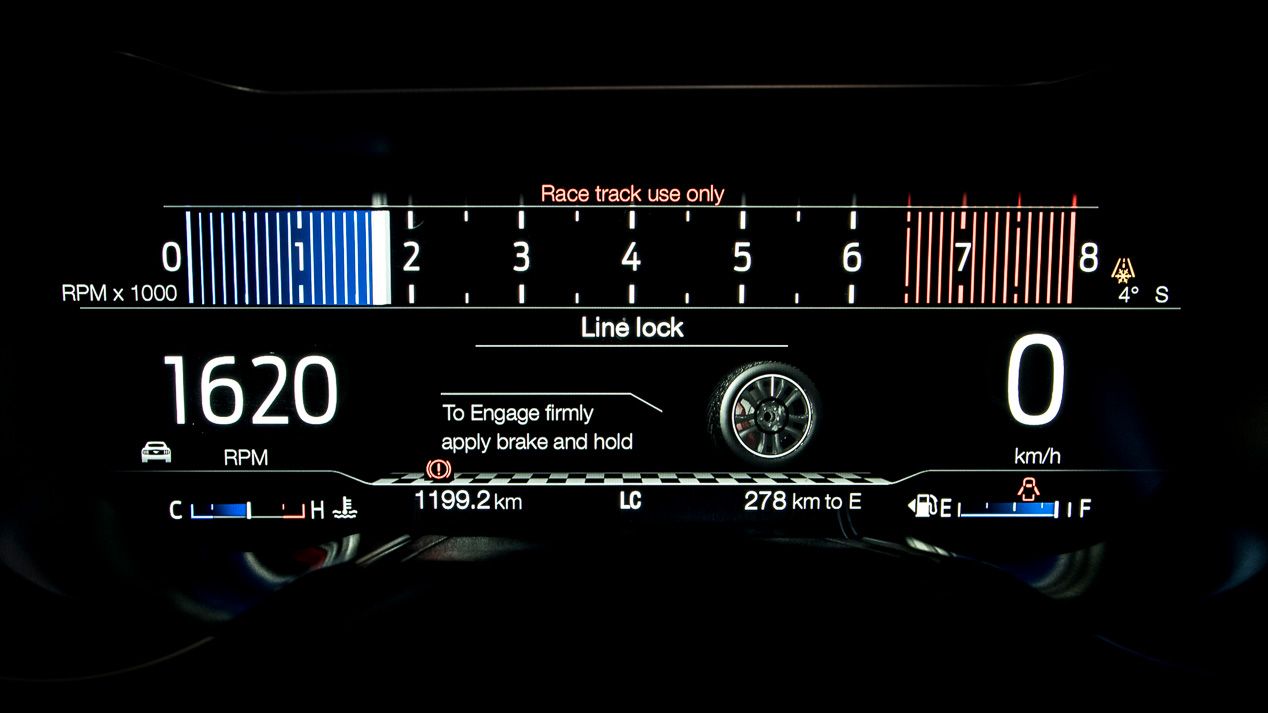 Race track use only
0 1 2 3 4 5 6 7 8
RPM x 1000
4° S
Line lock
1620
RPM
To Engage firmly
apply brake and hold
0
km/h
C H
1199.2 km
LC
278 km to E
E F